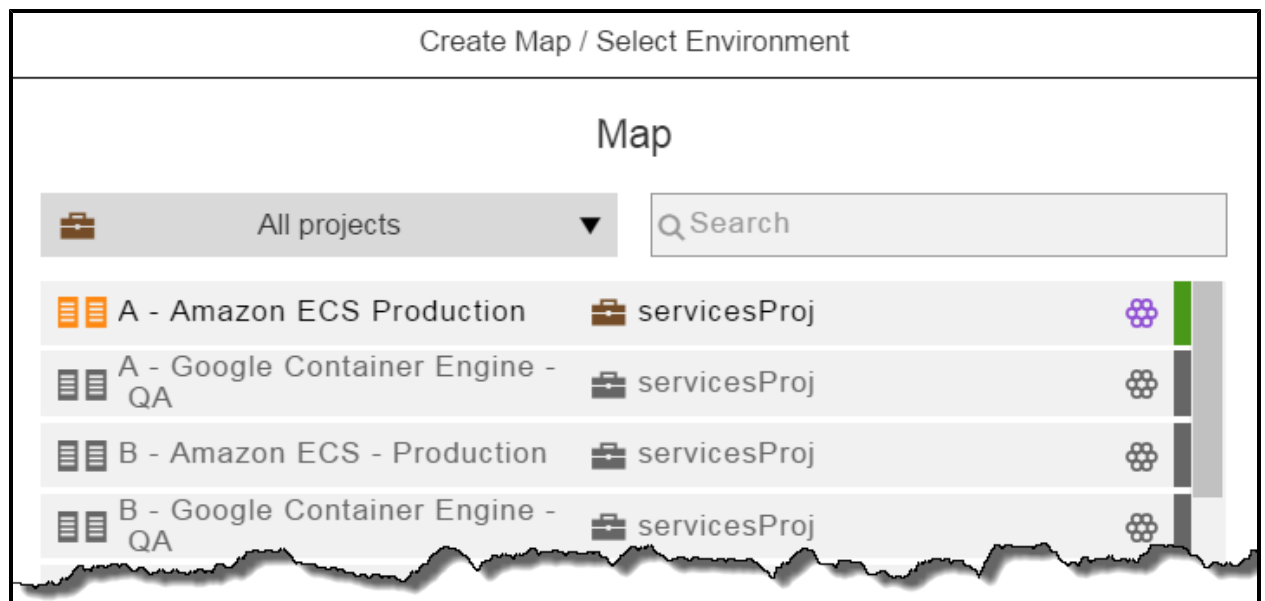 Create Map / Select Environment
Map
All projects
Search
A - Amazon ECS Production servicesProj
A - Google Container Engine -
QA
servicesProj
B - Amazon ECS - Production servicesProj
B - Google Container Engine -
QA
servicesProj